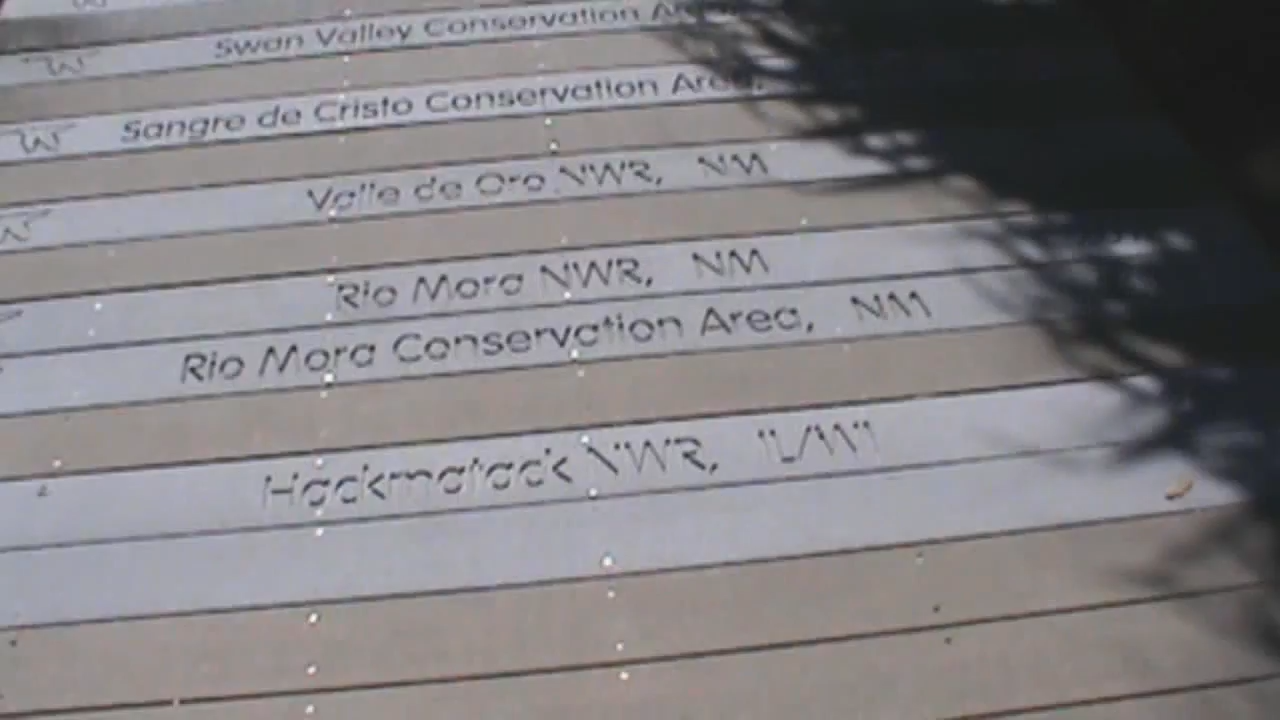 Swan Valley Conservation
Sangre de Cristo Conservation Area,
Valle de Oro NWR, NM
Rio Mora NWR, NM
Rio Mora Conservation Area, NM
Hackmatack NWR, IL/WI